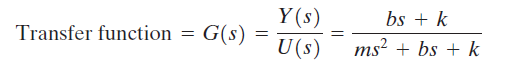 Transfer function = G(s) = Y(s)/U(s) = (bs + k)/(ms² + bs + k)